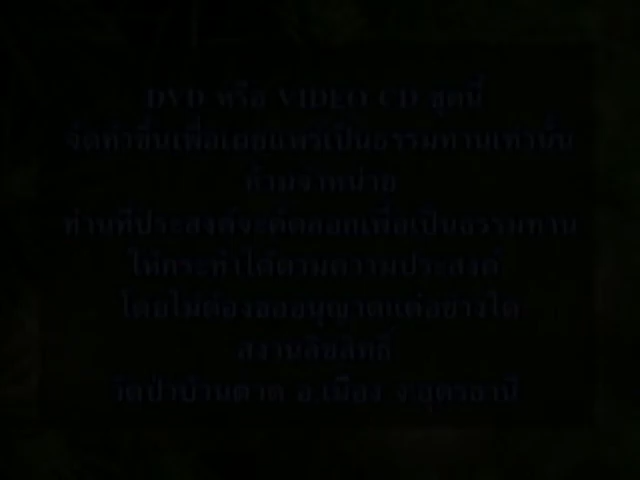 DVD หรือ VIDEO CD ชุดนี้
จัดทำขึ้นเพื่อเผยแพร่เป็นธรรมทานเท่านั้น
ห้ามจำหน่าย
ท่านที่ประสงค์จะคัดลอกเพื่อเป็นธรรมทาน
ให้กระทำได้ตามความประสงค์
โดยไม่ต้องขออนุญาตแต่อย่างใด
สงวนลิขสิทธิ์
วัดป่าบ้านตาด อ.เมือง จ.อุดรธานี